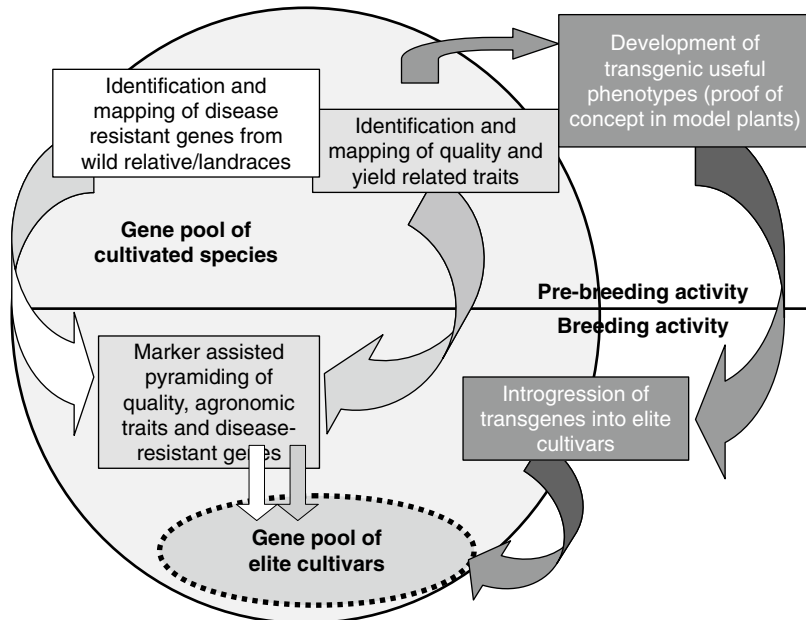 Identification and
mapping of disease
resistant genes from
wild relative/landraces
Identification and
mapping of quality and
yield related traits
Development of
transgenic useful
phenotypes (proof of
concept in model plants)
Gene pool of
cultivated species
Pre-breeding activity
Breeding activity
Marker assisted
pyramiding of
quality, agronomic
traits and disease-
resistant genes
Introgression of
transgenes into elite
cultivars
Gene pool of
elite cultivars